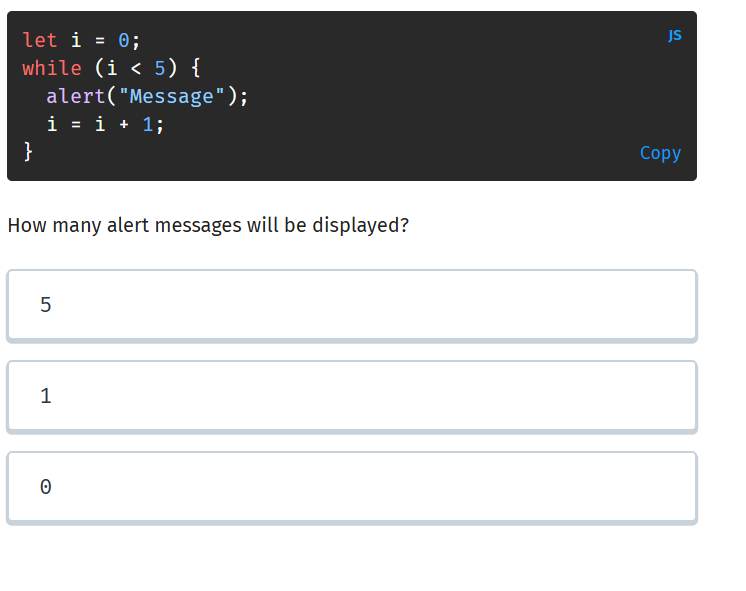 let i = 0;
JS
while (i < 5) {
  alert("Message");
  i = i + 1;
}
Copy
How many alert messages will be displayed?
5
1
0